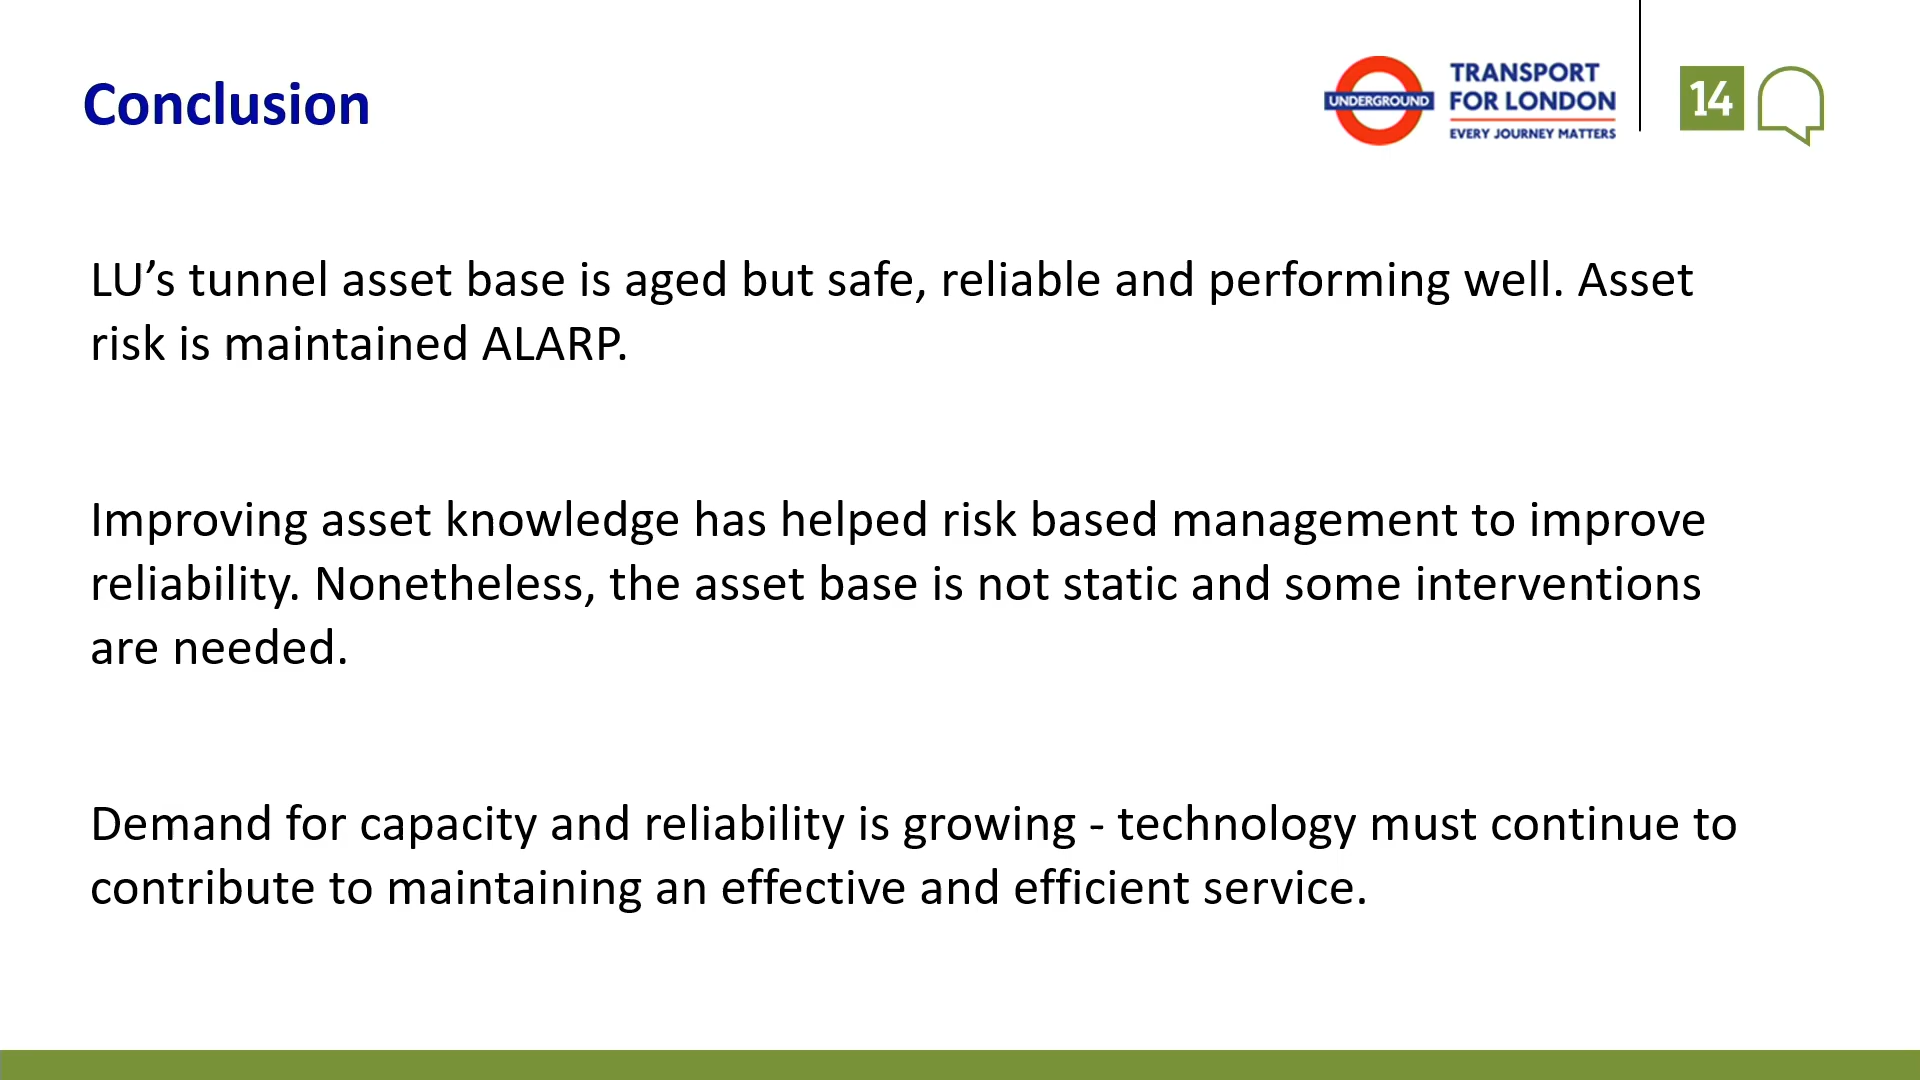 Conclusion
UNDERGROUND
TRANSPORT
FOR LONDON
EVERY JOURNEY MATTERS
14
LU’s tunnel asset base is aged but safe, reliable and performing well. Asset
risk is maintained ALARP.
Improving asset knowledge has helped risk based management to improve
reliability. Nonetheless, the asset base is not static and some interventions
are needed.
Demand for capacity and reliability is growing - technology must continue to
contribute to maintaining an effective and efficient service.